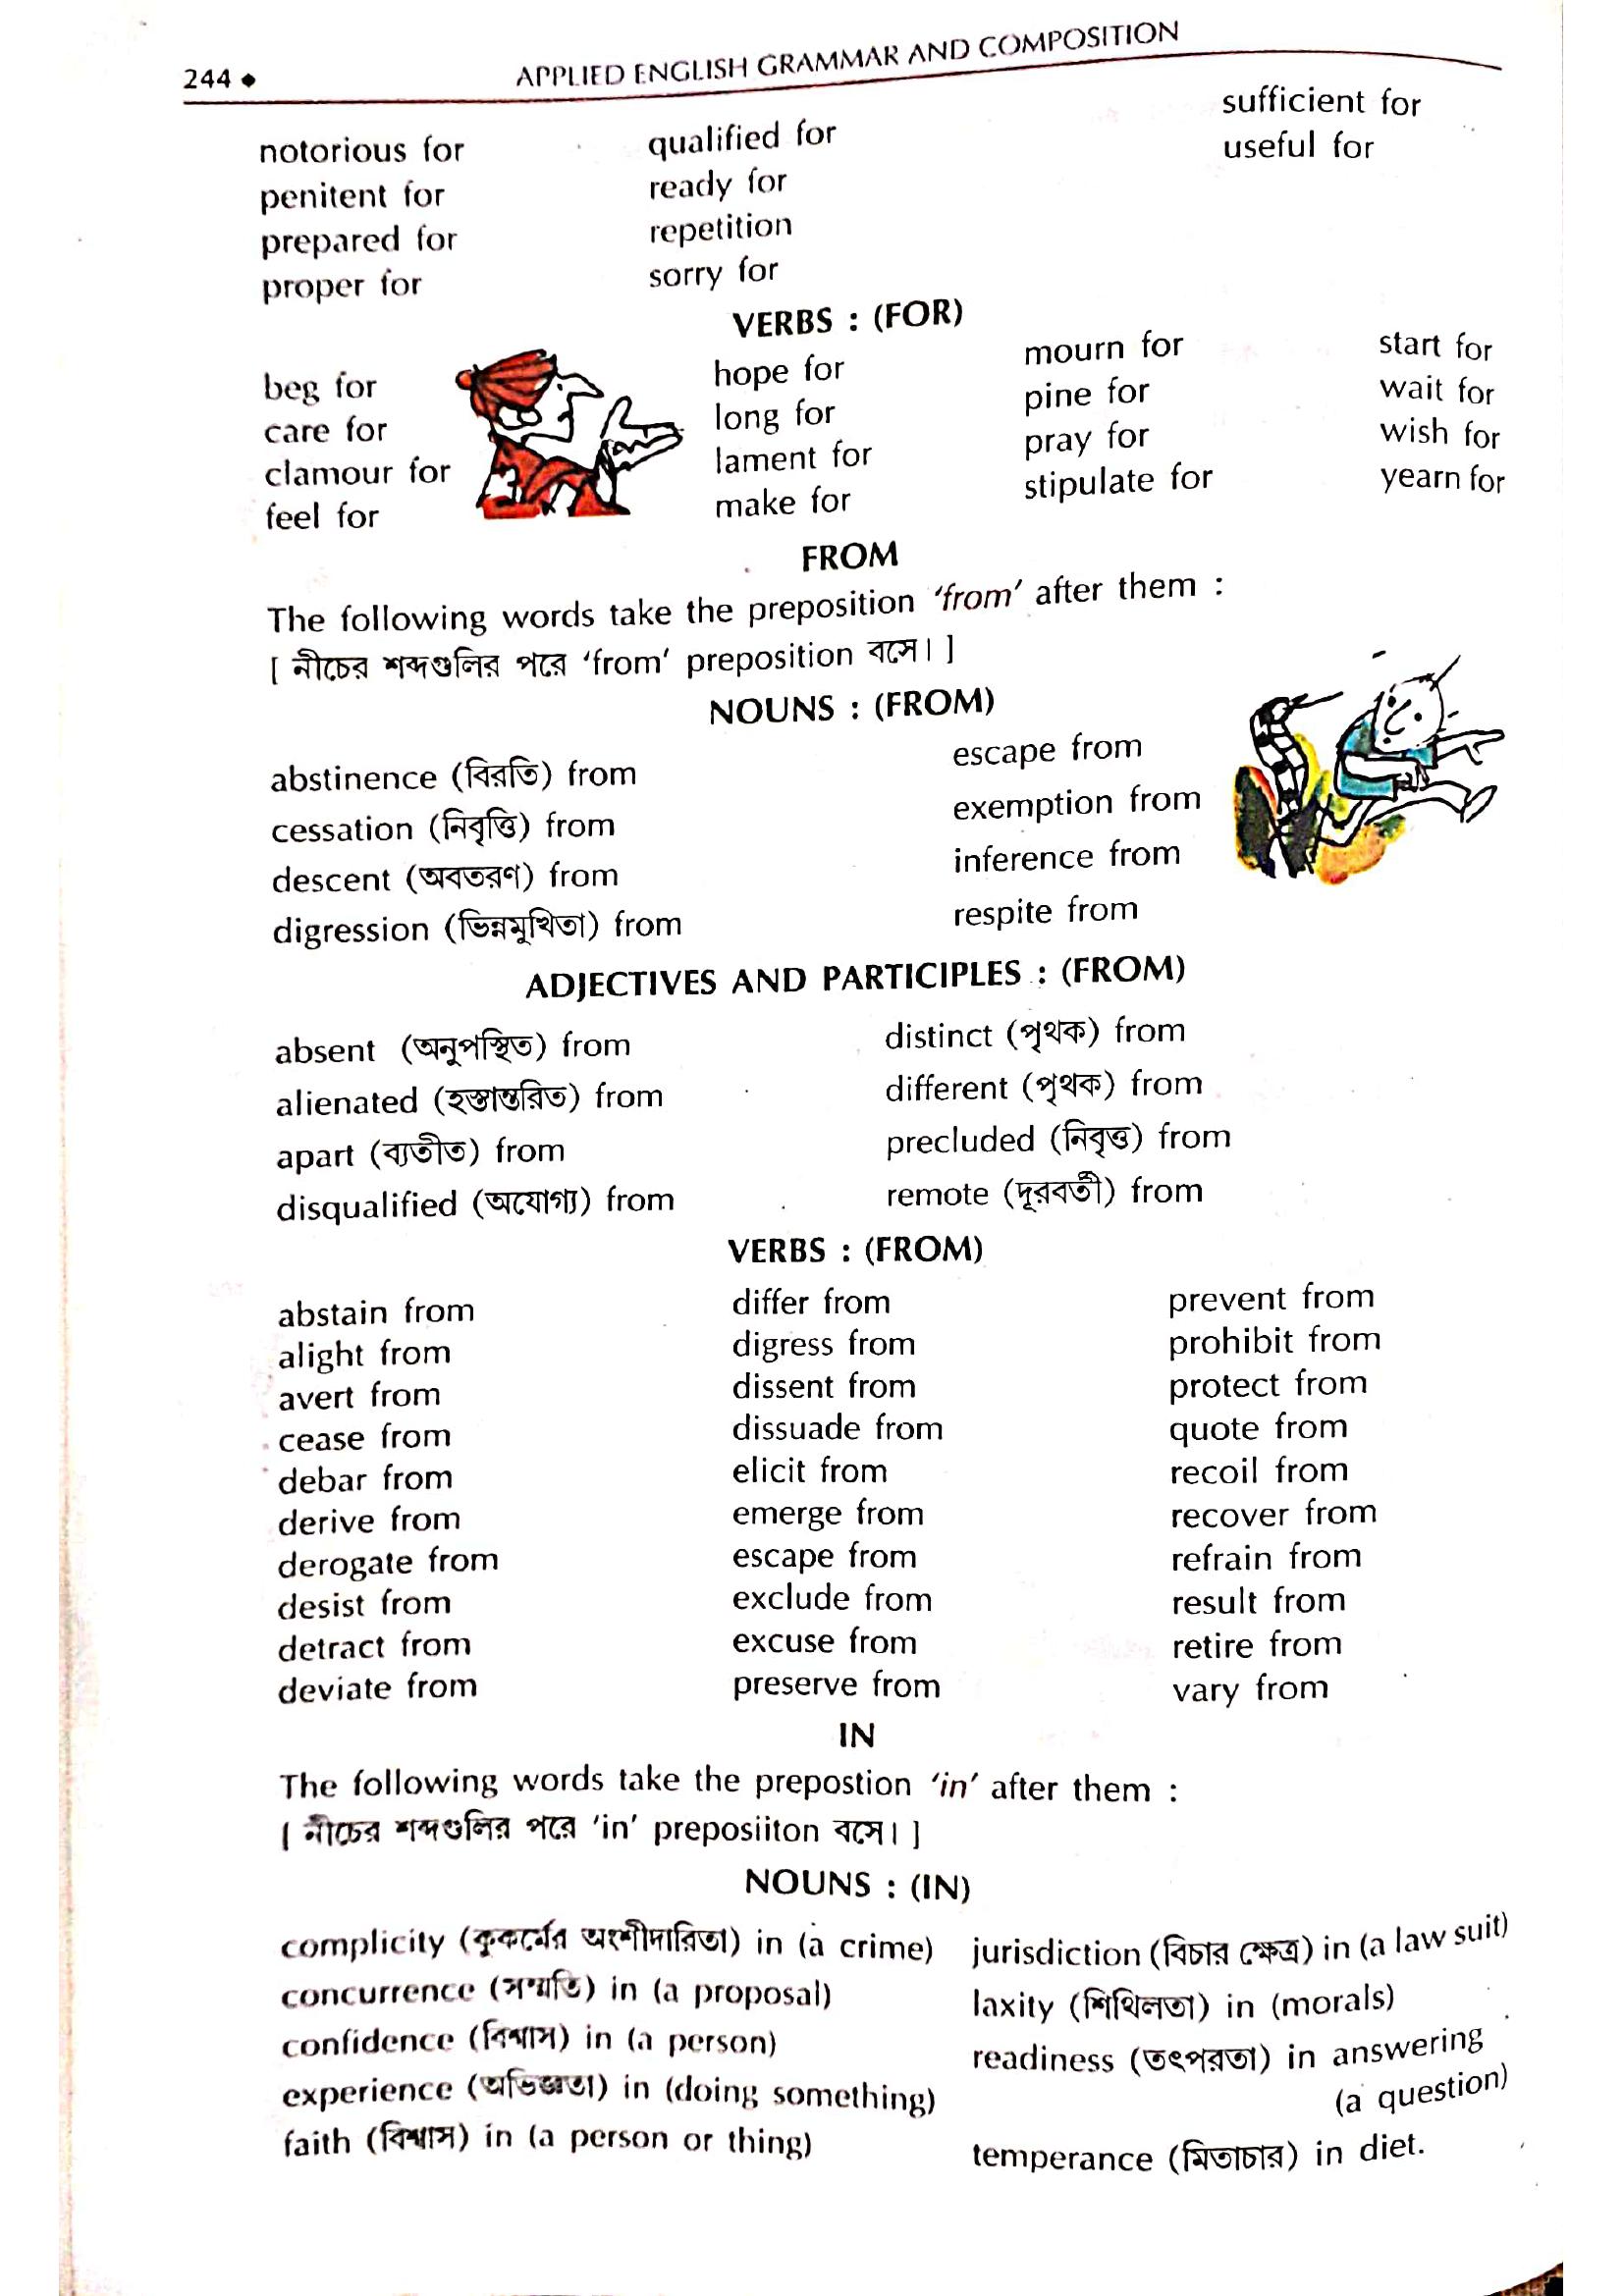 244 ◆ APPLIED ENGLISH GRAMMAR AND COMPOSITION
notorious for qualified for sufficient for
penitent for ready for useful for
prepared for repetition
proper for sorry for
VERBS : (FOR)
beg for hope for mourn for start for
care for long for pine for wait for
clamour for lament for pray for wish for
feel for make for stipulate for yearn for
FROM
The following words take the preposition ‘from’ after them :
[ নীচের শব্দগুলির পরে ‘from’ preposition বসে। ]
NOUNS : (FROM)
abstinence (বিরতি) from escape from
cessation (নিবৃত্তি) from exemption from
descent (অবতরণ) from inference from
digression (ভিন্নমুখিতা) from respite from
ADJECTIVES AND PARTICIPLES : (FROM)
absent (অনুপস্থিত) from distinct (পৃথক) from
alienated (হস্তান্তরিত) from different (পৃথক) from
apart (ব্যতীত) from precluded (নিবৃত্ত) from
disqualified (অযোগ্য) from remote (দূরবর্তী) from
VERBS : (FROM)
abstain from differ from prevent from
alight from digress from prohibit from
avert from dissent from protect from
cease from dissuade from quote from
debar from elicit from recoil from
derive from emerge from recover from
derogate from escape from refrain from
desist from exclude from result from
detract from excuse from retire from
deviate from preserve from vary from
IN
The following words take the prepostion ‘in’ after them :
[ নীচের শব্দগুলির পরে ‘in’ preposiiton বসে। ]
NOUNS : (IN)
complicity (কুকর্মের অংশীদারিতা) in (a crime) jurisdiction (বিচার ক্ষেত্র) in (a law suit)
concurrence (সম্মতি) in (a proposal) laxity (শিথিলতা) in (morals)
confidence (বিশ্বাস) in (a person) readiness (তৎপরতা) in answering
experience (অভিজ্ঞতা) in (doing something) (a question)
faith (বিশ্বাস) in (a person or thing) temperance (মিতাচার) in diet.